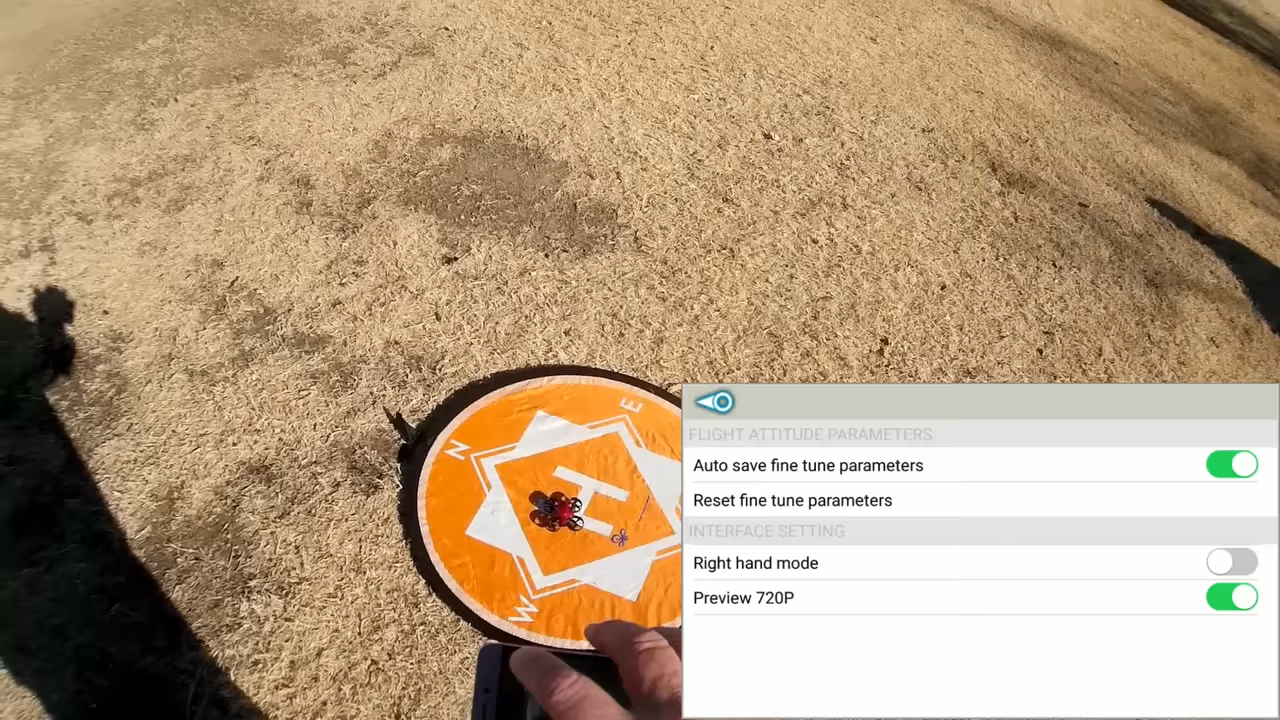 N
E
H
W
FLIGHT ATTITUDE PARAMETERS
Auto save fine tune parameters
Reset fine tune parameters
INTERFACE SETTING
Right hand mode
Preview 720P